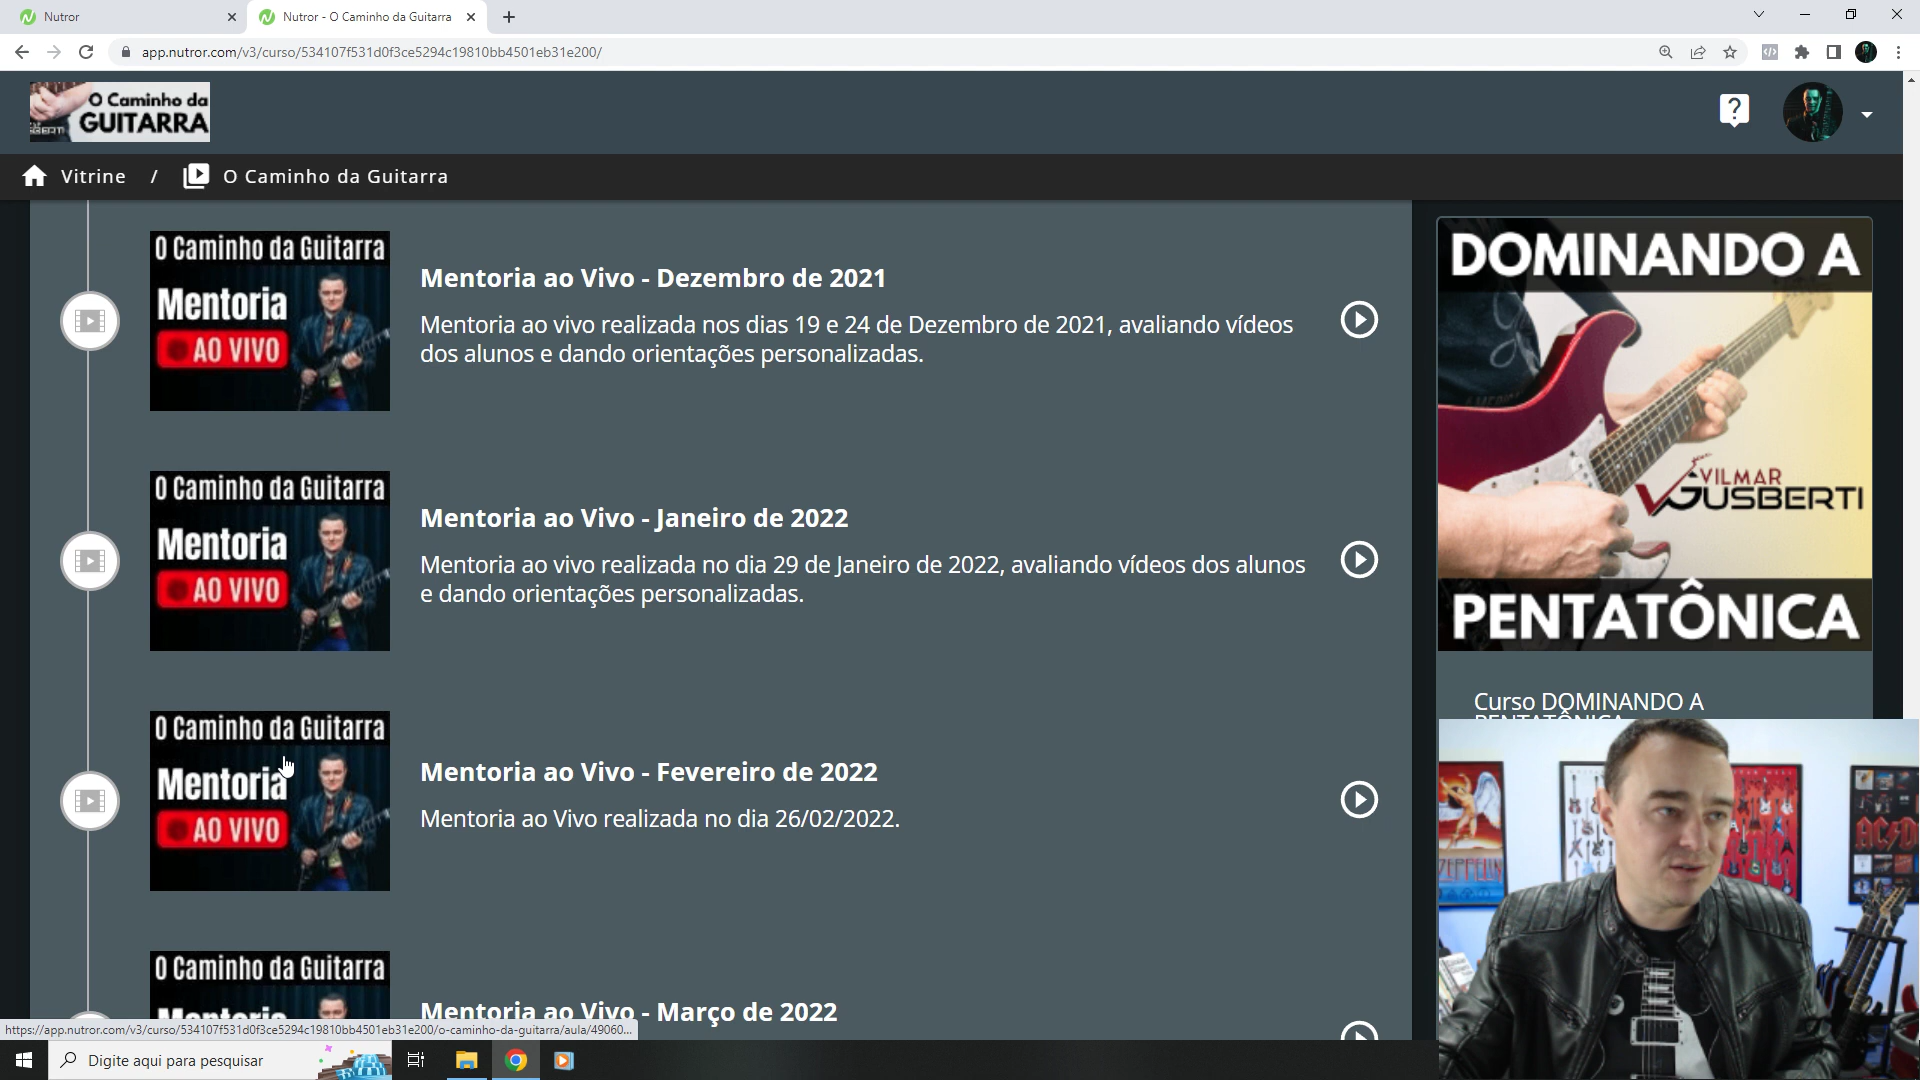 Nutror
Nutror - O Caminho da Guitarra
app.nutror.com/v3/curso/534107f531d0f3ce5294c19810bb4501eb31e200/
O Caminho da
GUITARRA
Vitrine / O Caminho da Guitarra
O Caminho da Guitarra
Mentoria
AO VIVO
Mentoria ao Vivo - Dezembro de 2021
Mentoria ao vivo realizada nos dias 19 e 24 de Dezembro de 2021, avaliando vídeos
dos alunos e dando orientações personalizadas.
O Caminho da Guitarra
Mentoria
AO VIVO
Mentoria ao Vivo - Janeiro de 2022
Mentoria ao vivo realizada no dia 29 de Janeiro de 2022, avaliando vídeos dos alunos
e dando orientações personalizadas.
O Caminho da Guitarra
Mentoria
AO VIVO
Mentoria ao Vivo - Fevereiro de 2022
Mentoria ao Vivo realizada no dia 26/02/2022.
O Caminho da Guitarra
Mentoria
Mentoria ao Vivo - Março de 2022
DOMINANDO A
VILMAR
GUSBERTI
PENTATÔNICA
Curso DOMINANDO A
PENTATÔNICA
AC/D
https://app.nutror.com/v3/curso/534107f531d0f3ce5294c19810bb4501eb31e200/o-caminho-da-guitarra/aula/49060...
Digite aqui para pesquisar